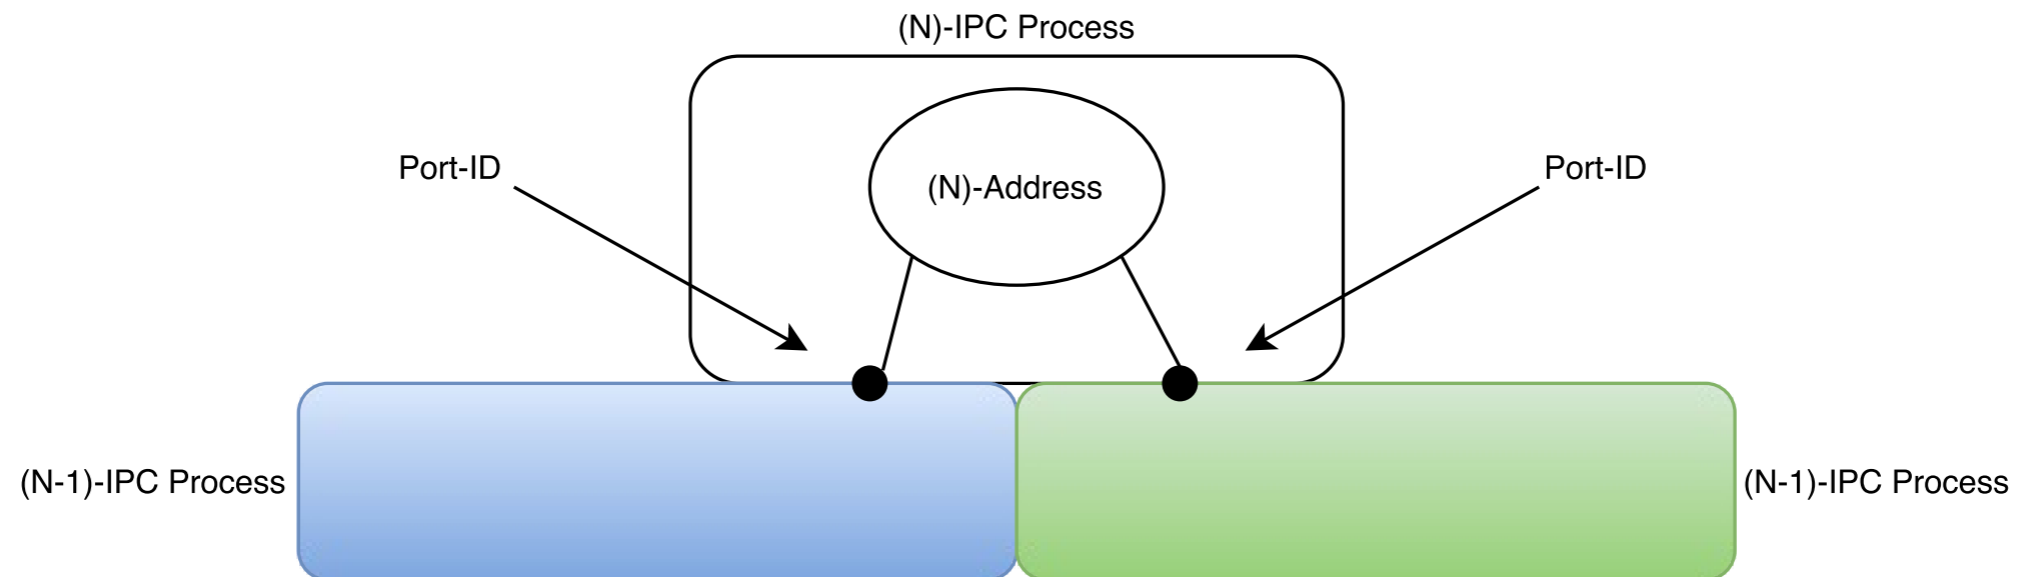 (N)-IPC Process
Port-ID
Port-ID
(N)-Address
(N-1)-IPC Process
(N-1)-IPC Process